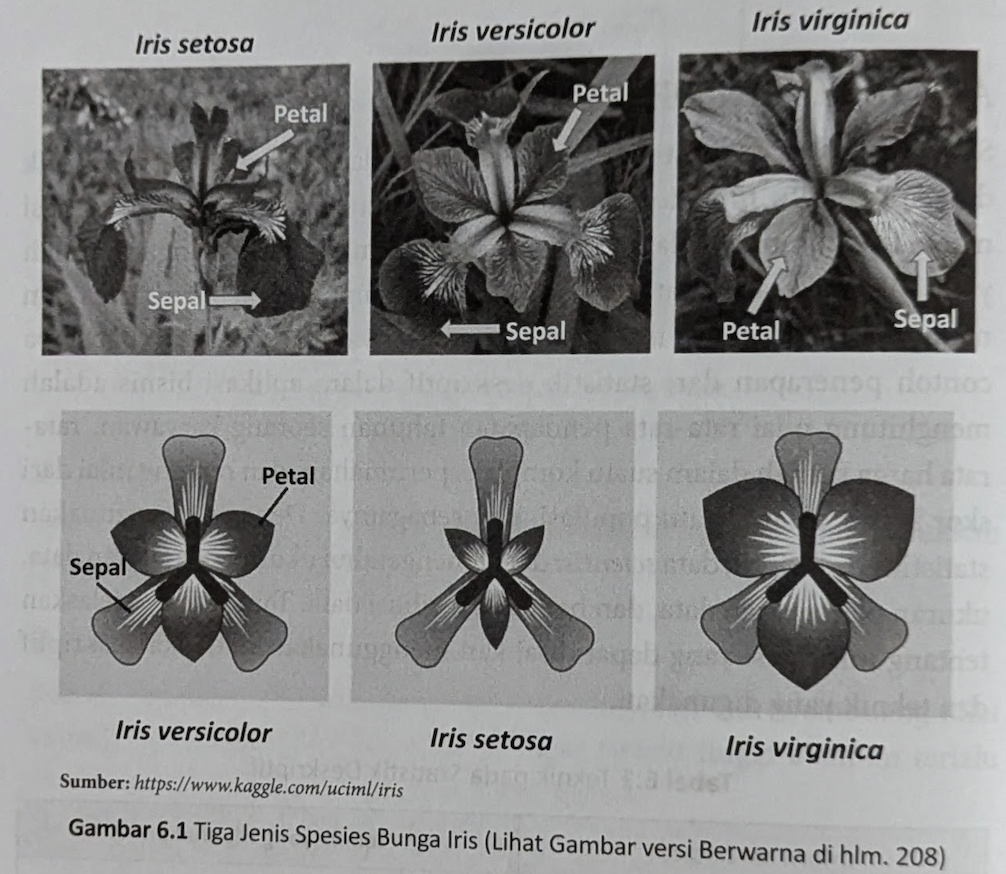 Iris setosa
Iris versicolor
Iris virginica
Petal
Sepal
Petal
Sepal
Petal
Sepal
Petal
Sepal
Iris versicolor
Iris setosa
Iris virginica
Sumber: https://www.kaggle.com/uciml/iris
Gambar 6.1 Tiga Jenis Spesies Bunga Iris (Lihat Gambar versi Berwarna di hlm. 208)